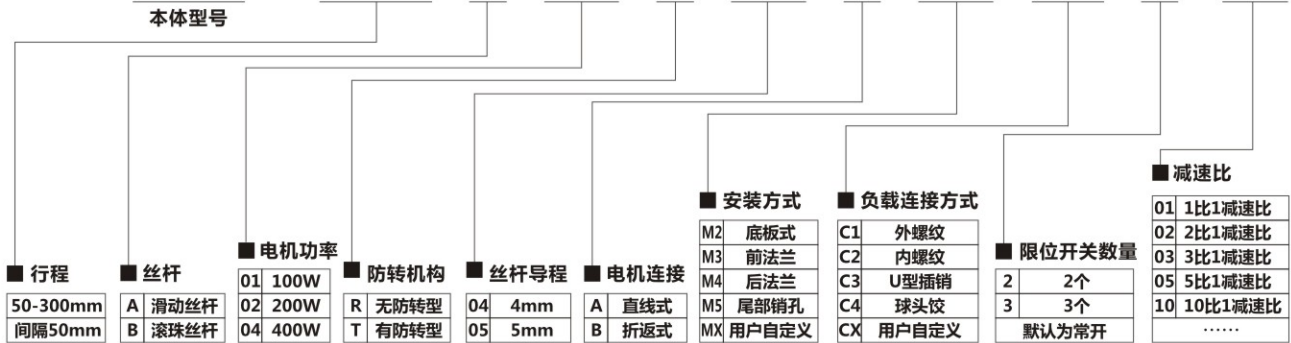 本体型号
■ 行程
50-300mm
间隔50mm
■ 丝杆
A 滑动丝杆
B 滚珠丝杆
■ 电机功率
01 100W
02 200W
04 400W
■ 防转机构
R 无防转型
T 有防转型
■ 丝杆导程
04 4mm
05 5mm
■ 电机连接
A 直线式
B 折返式
■ 安装方式
M2 底板式
M3 前法兰
M4 后法兰
M5 尾部销孔
MX 用户自定义
■ 负载连接方式
C1 外螺纹
C2 内螺纹
C3 U型插销
C4 球头饺
CX 用户自定义
■ 限位开关数量
2 2个
3 3个
默认为常开
■ 减速比
01 1比1减速比
02 2比1减速比
03 3比1减速比
05 5比1减速比
10 10比1减速比
······